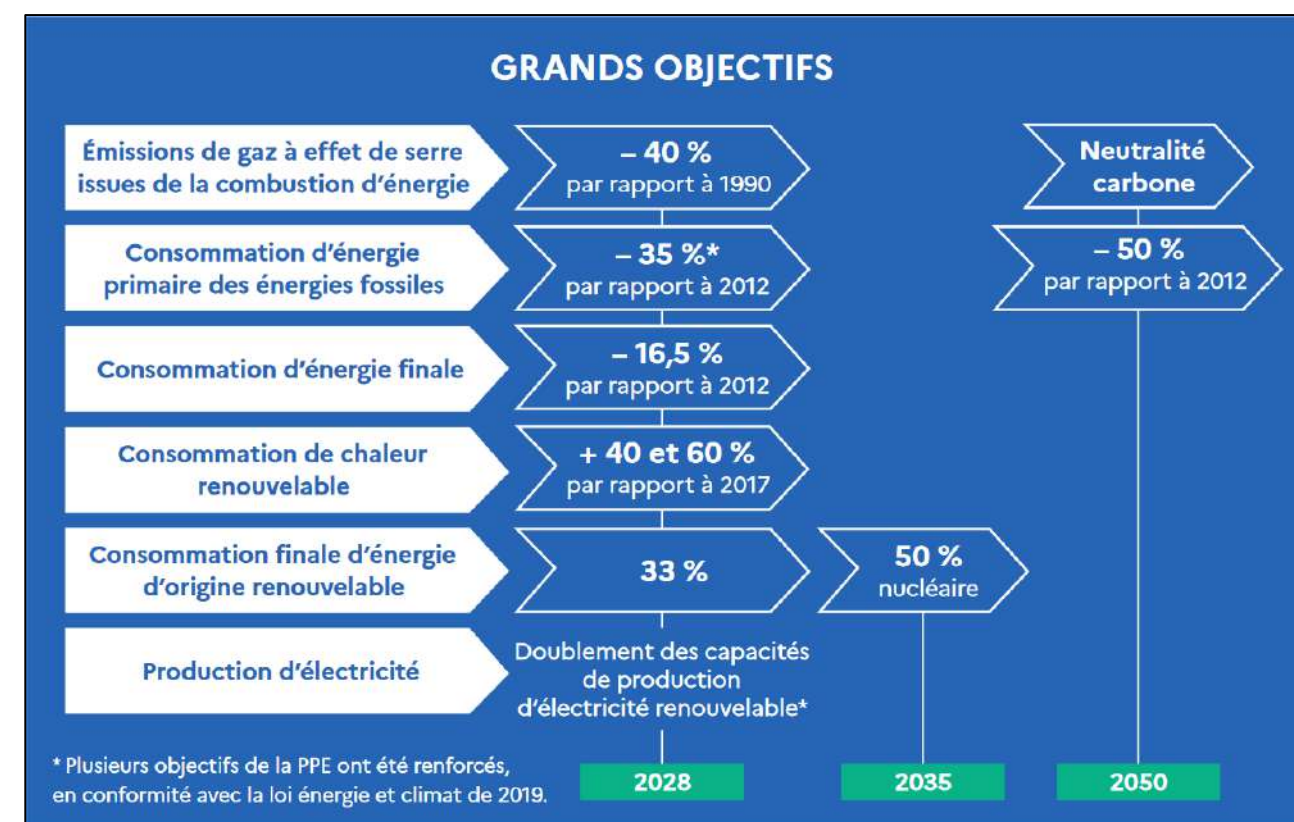 GRANDS OBJECTIFS
Émissions de gaz à effet de serre
issues de la combustion d'énergie
– 40 %
par rapport à 1990
Neutralité
carbone
Consommation d'énergie
primaire des énergies fossiles
– 35 %*
par rapport à 2012
– 50 %
par rapport à 2012
Consommation d'énergie finale
– 16,5 %
par rapport à 2012
Consommation de chaleur
renouvelable
+ 40 et 60 %
par rapport à 2017
Consommation finale d'énergie
d'origine renouvelable
33 %
50 %
nucléaire
Production d'électricité
Doublement des capacités
de production
d'électricité renouvelable*
* Plusieurs objectifs de la PPE ont été renforcés,
en conformité avec la loi énergie et climat de 2019.
2028
2035
2050